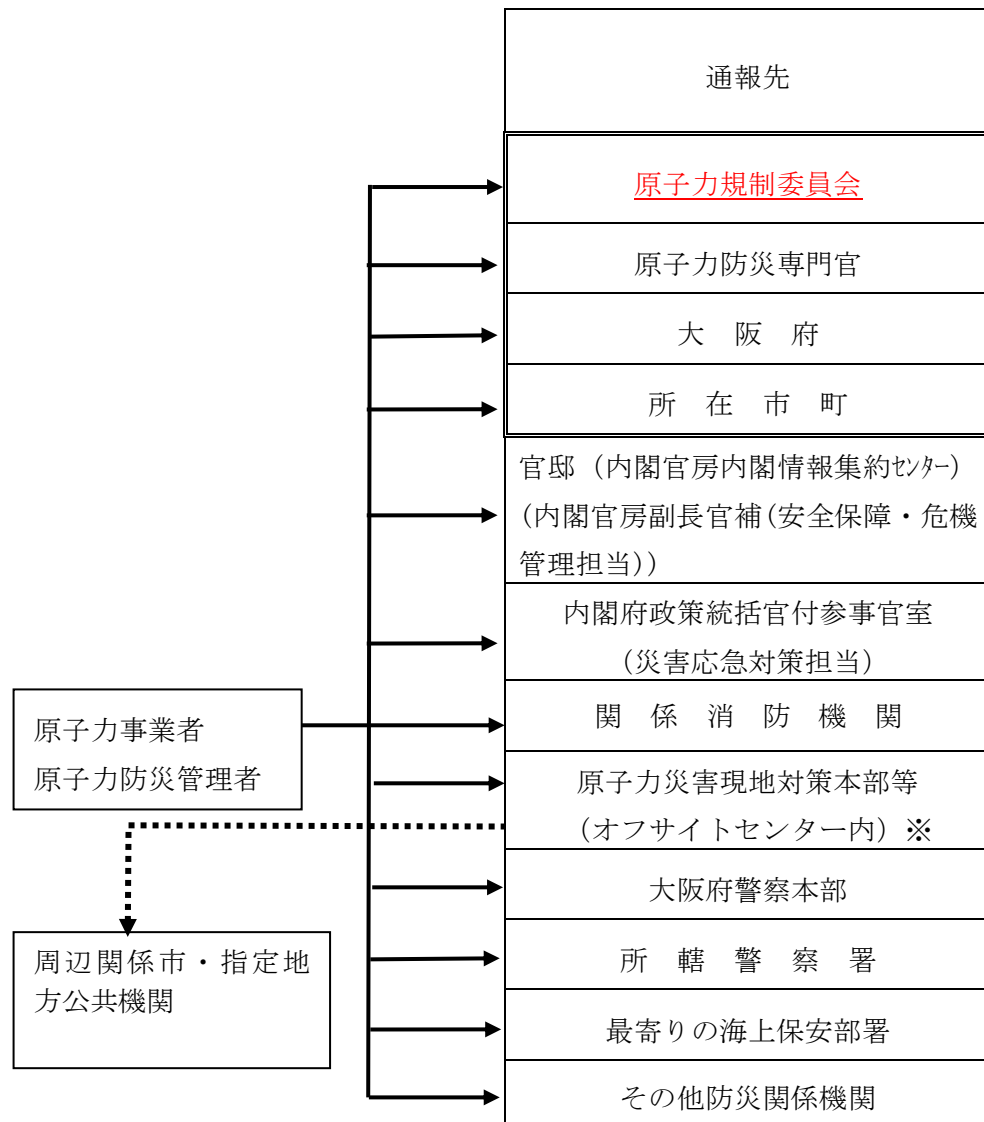 通報先
原子力規制委員会
原子力防災専門官
大　阪　府
所　在　市　町
官邸（内閣官房内閣情報集約ｾﾝﾀｰ）
(内閣官房副長官補(安全保障・危機
管理担当))
内閣府政策統括官付参事官室
（災害応急対策担当）
関　係　消　防　機　関
原子力災害現地対策本部等
（オフサイトセンター内）※
大阪府警察本部
所　轄　警　察　署
最寄りの海上保安部署
その他防災関係機関
原子力事業者
原子力防災管理者
周辺関係市・指定地
方公共機関